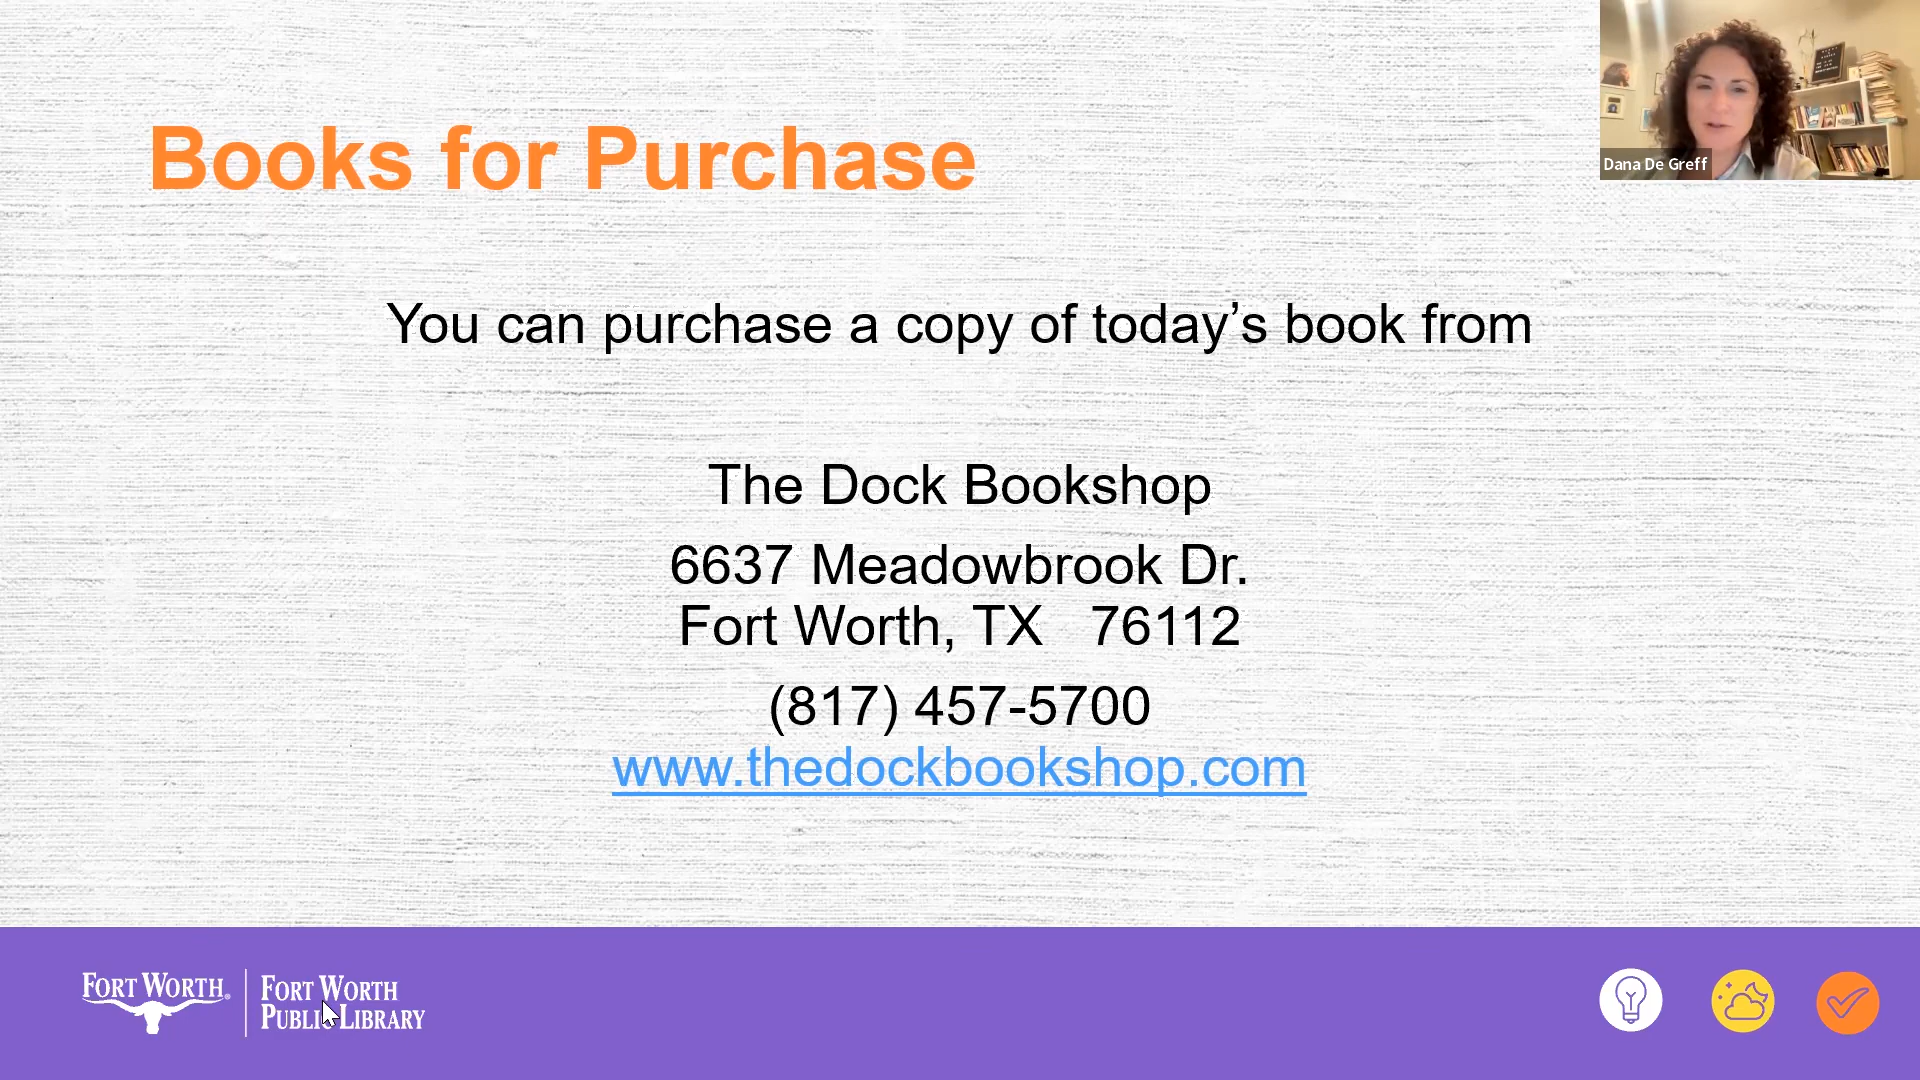 Books for Purchase
Dana De Greff
You can purchase a copy of today’s book from
The Dock Bookshop
6637 Meadowbrook Dr.
Fort Worth, TX   76112
(817) 457-5700
www.thedockbookshop.com
FORT WORTH®
FORT WORTH
PUBLIC LIBRARY